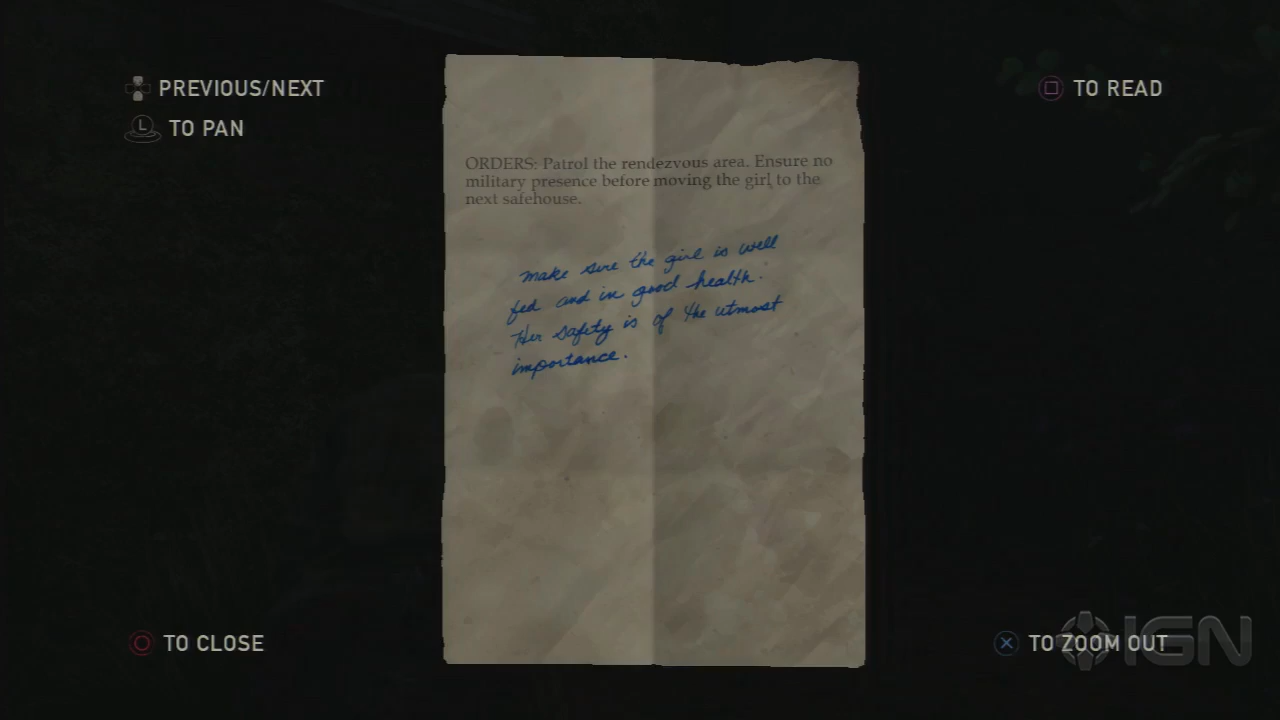 PREVIOUS/NEXT
L TO PAN
TO READ
ORDERS: Patrol the rendezvous area. Ensure no
military presence before moving the girl to the
next safehouse.
make sure the girl is well
fed and in good health.
Her safety is of the utmost
importance.
TO CLOSE
TO ZOOM OUT
IGN